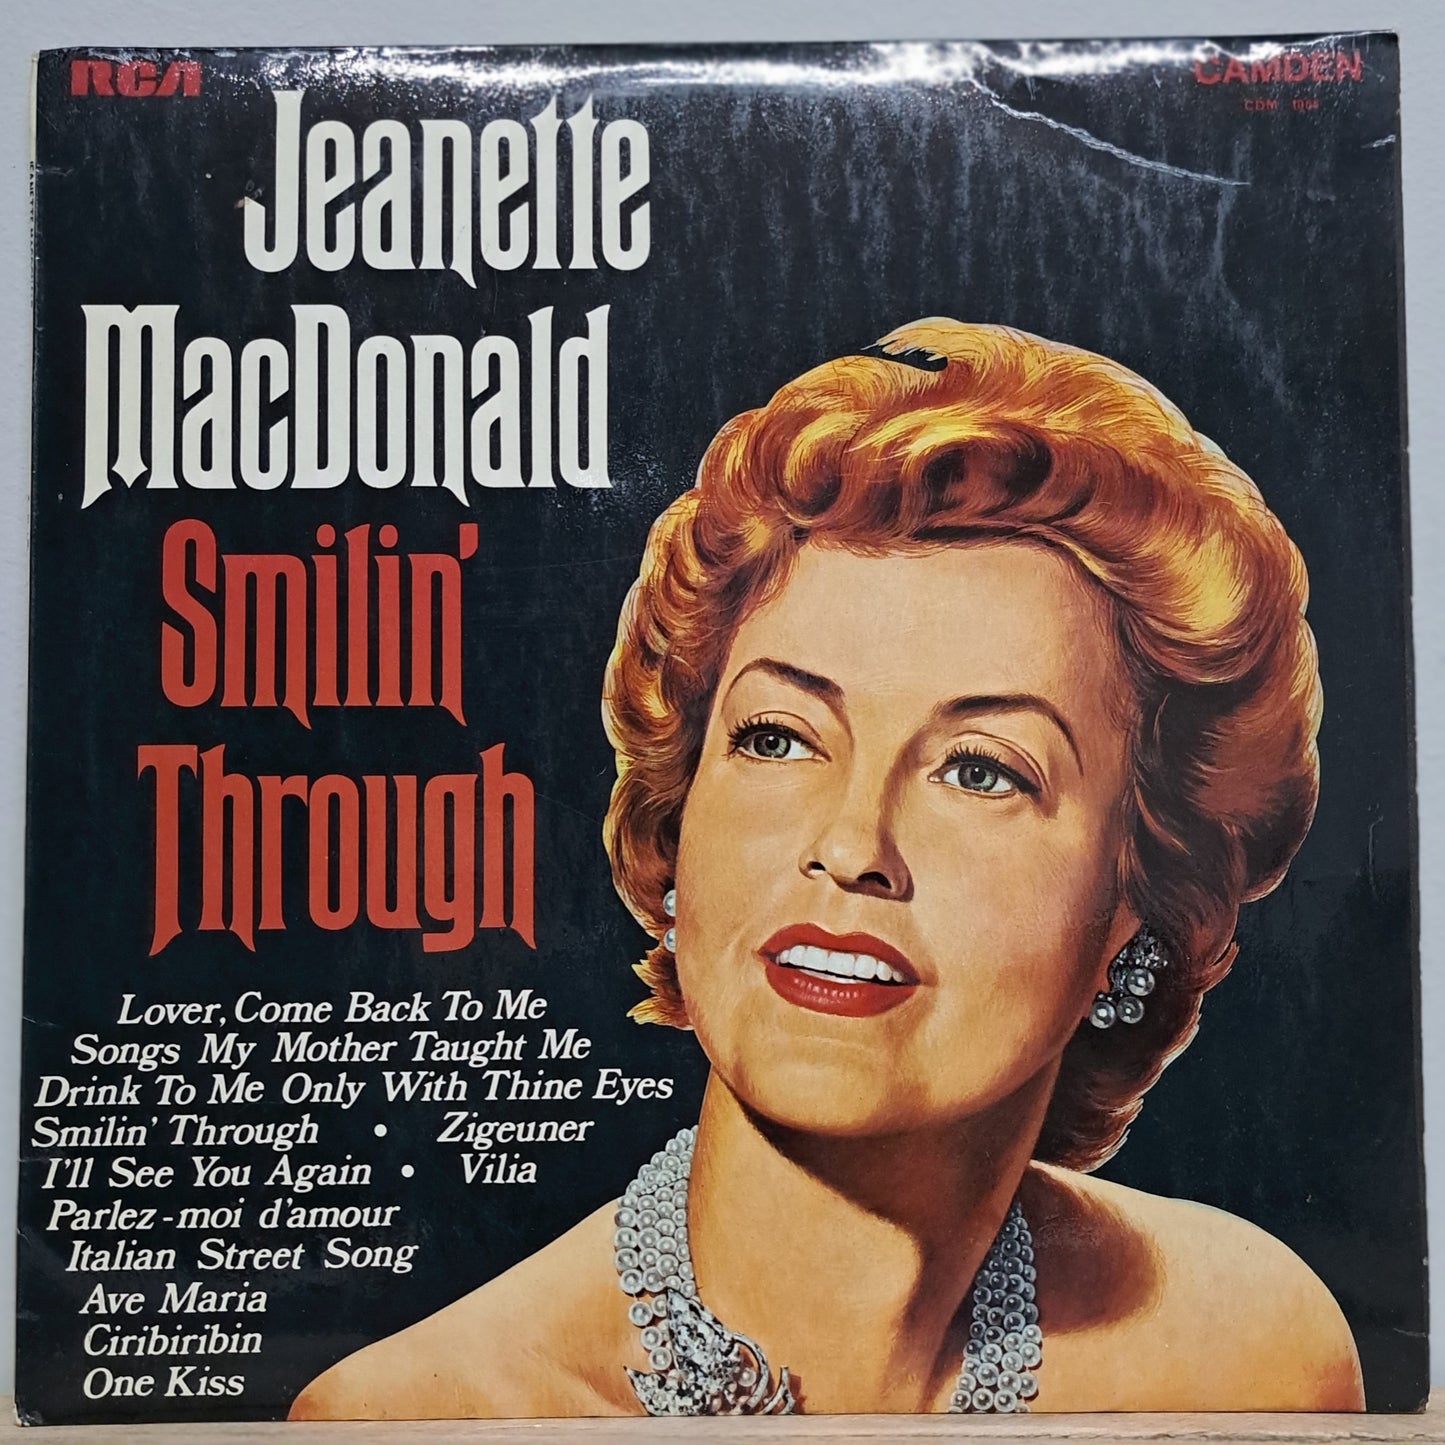 RCA
CAMDEN
CDM
Jeanette
MacDonald
Smilin'
Through
Lover, Come Back To Me
Songs My Mother Taught Me
Drink To Me Only With Thine Eyes
Smilin' Through • Zigeuner
I'll See You Again • Vilia
Parlez-moi d'amour
Italian Street Song
Ave Maria
Ciribiribin
One Kiss